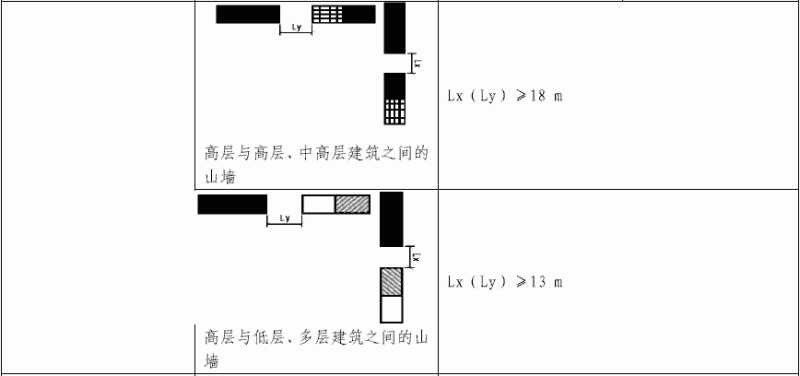 Ly
Lx
Lx(Ly)≥18 m
高层与高层、中高层建筑之间的
山墙
Ly
Lx
Lx(Ly)≥13 m
高层与低层、多层建筑之间的山
墙